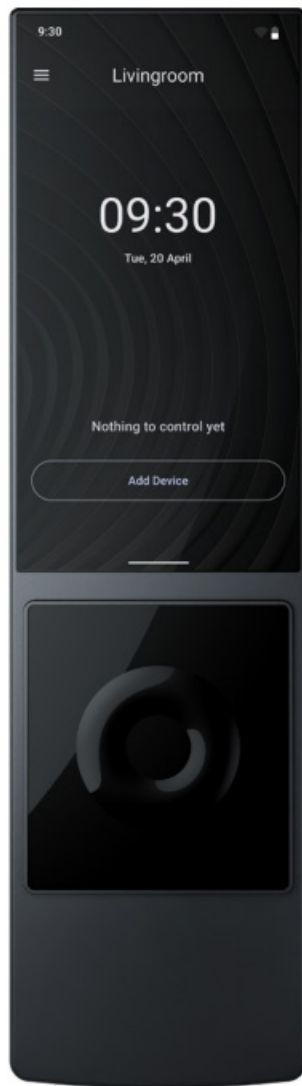 9:30
Livingroom
09:30
Tue, 20 April
Nothing to control yet
Add Device